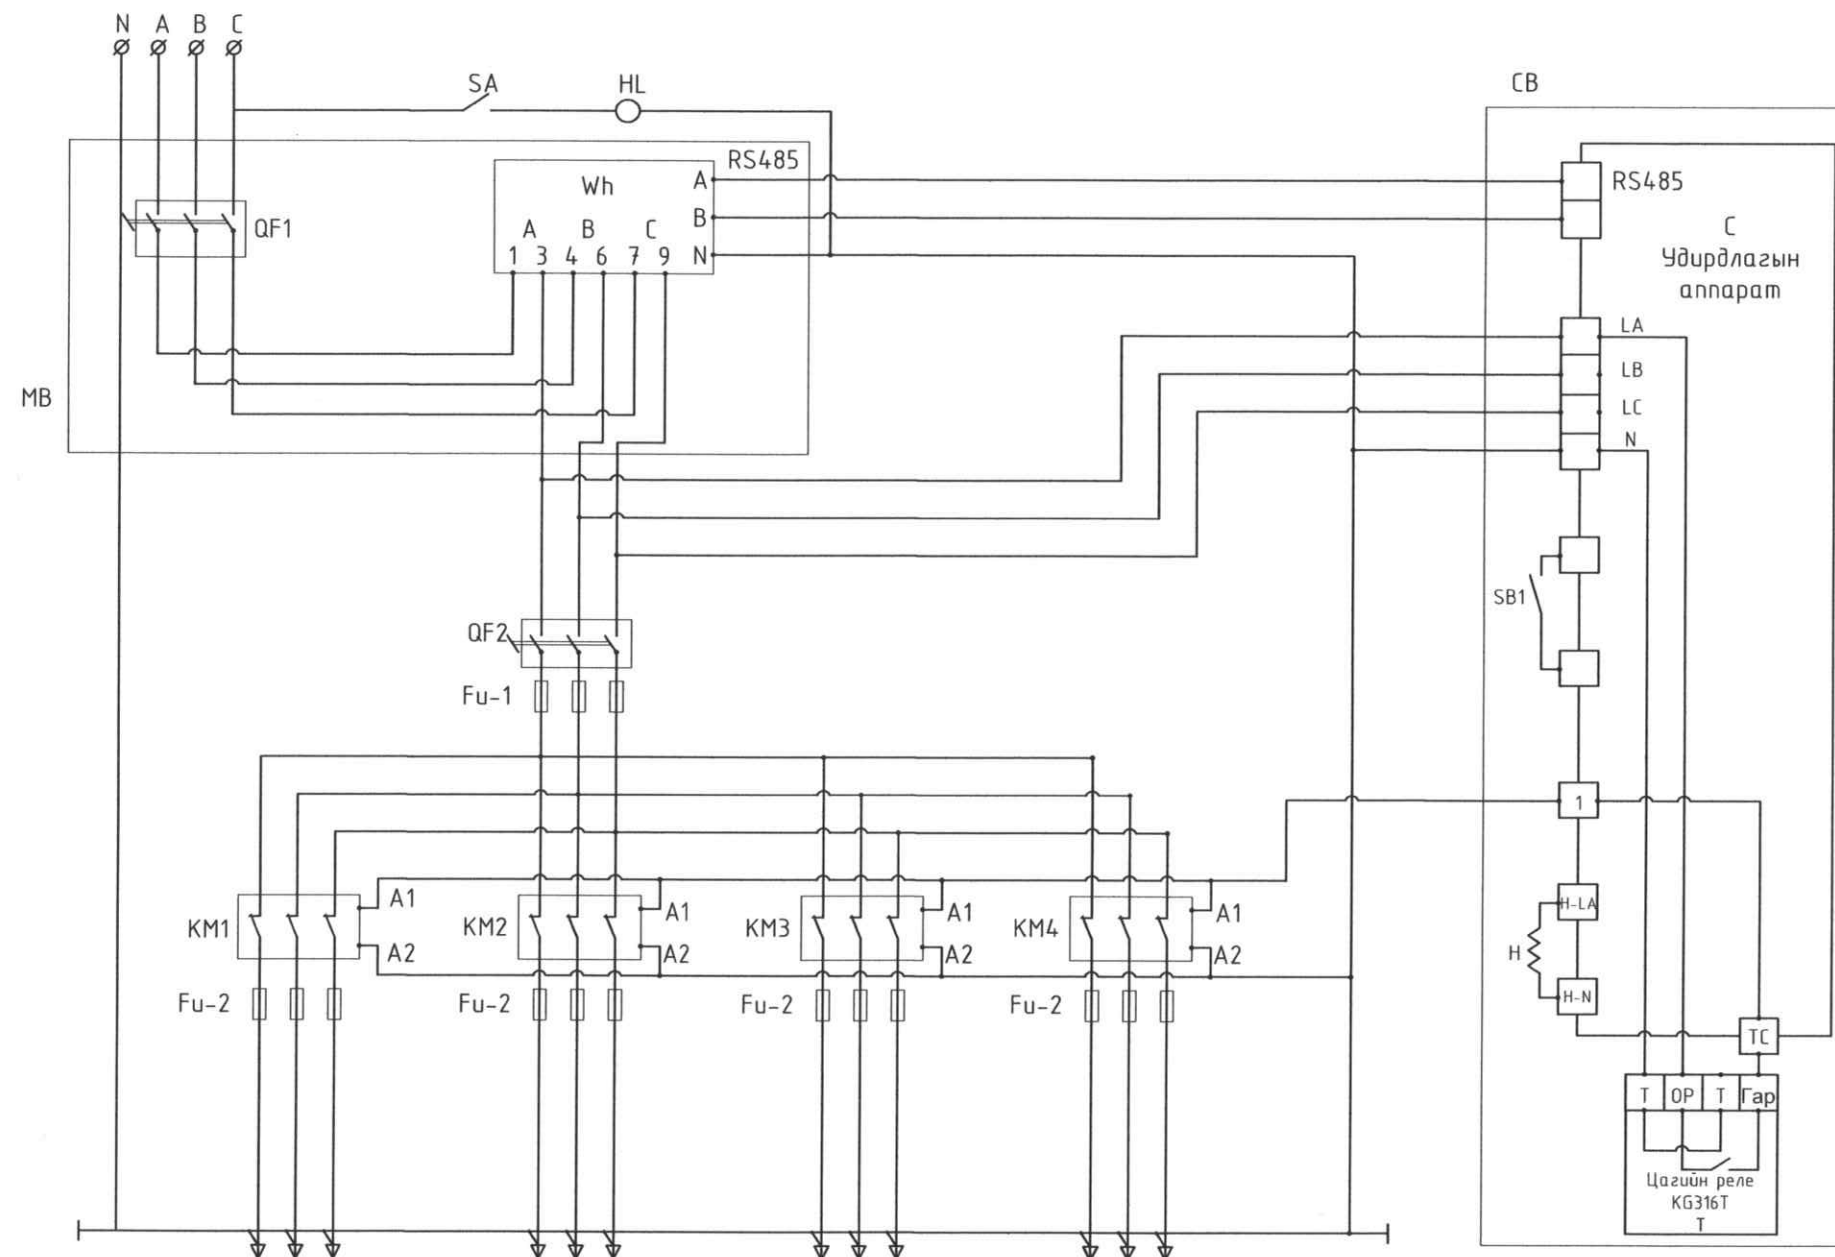 N A B C
SA HL
CB
RS485
Wh
A
B
N
A B C
1 3 4 6 7 9
QF1
MB
RS485
С
Удирдлагын
аппарат
LA
LB
LC
N
SB1
QF2
Fu-1
1
KM1 A1
A2
KM2 A1
A2
KM3 A1
A2
KM4 A1
A2
Fu-2 Fu-2 Fu-2 Fu-2
H-LA
H
H-N
TC
Т ОР Т Гар
Цагийн реле
KG316T
T